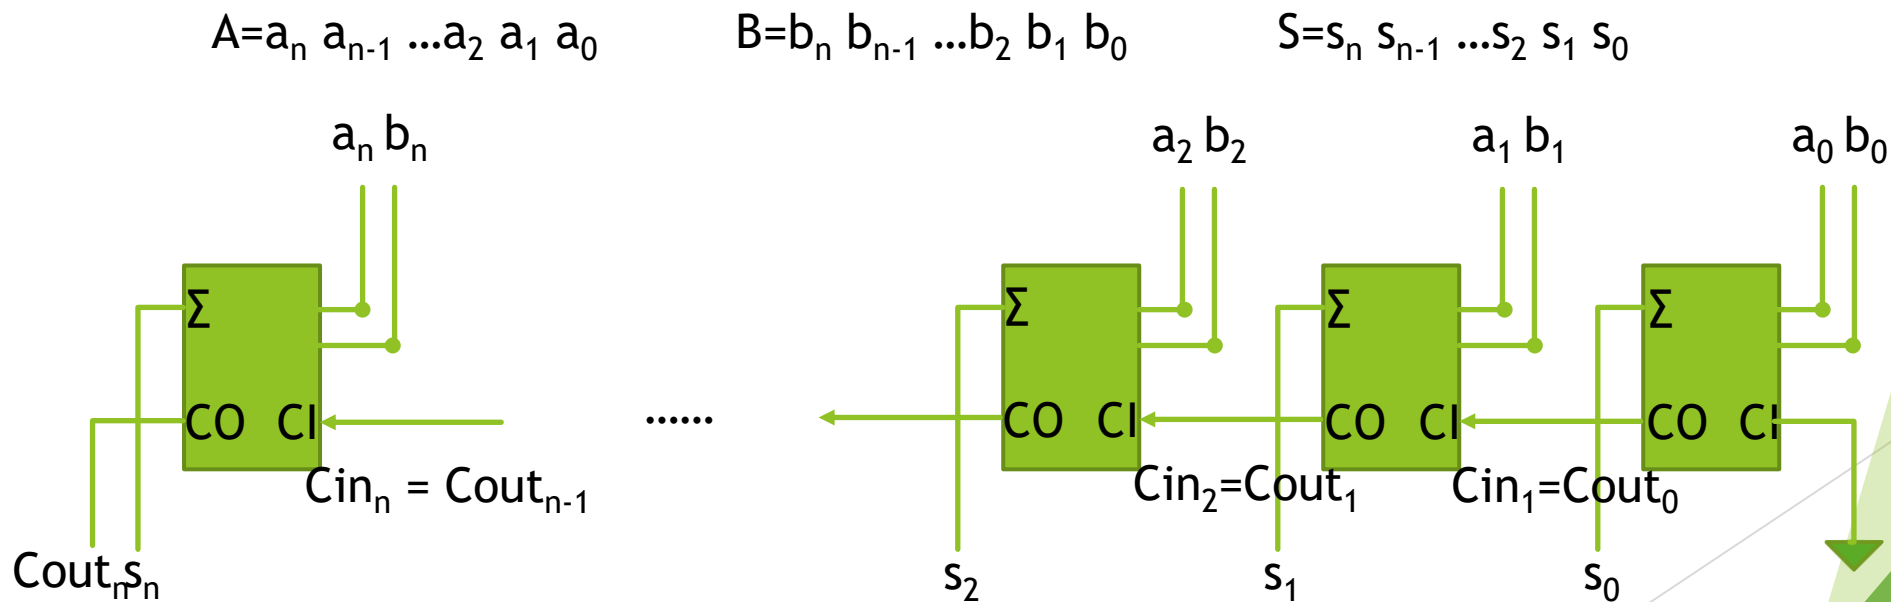 A=aₙ aₙ₋₁ …a₂ a₁ a₀ B=bₙ bₙ₋₁ …b₂ b₁ b₀ S=sₙ sₙ₋₁ …s₂ s₁ s₀
aₙ bₙ a₂ b₂ a₁ b₁ a₀ b₀
Σ Σ Σ Σ
CO CI …… CO CI CO CI CO CI
Cinₙ = Coutₙ₋₁ Cin₂=Cout₁ Cin₁=Cout₀
Coutₙ sₙ s₂ s₁ s₀